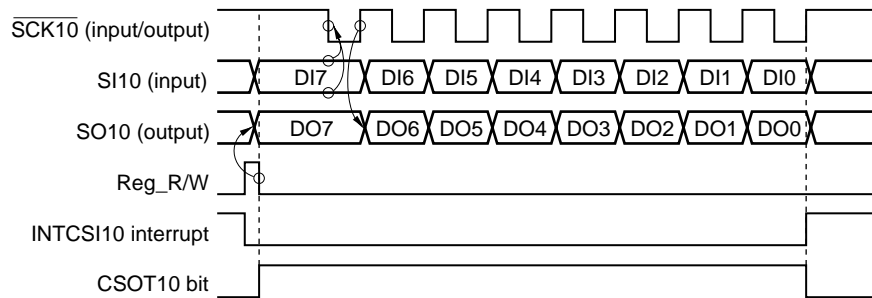 SCK10 (input/output)
SI10 (input) DI7 DI6 DI5 DI4 DI3 DI2 DI1 DI0
SO10 (output) DO7 DO6 DO5 DO4 DO3 DO2 DO1 DO0
Reg_R/W
INTCSI10 interrupt
CSOT10 bit